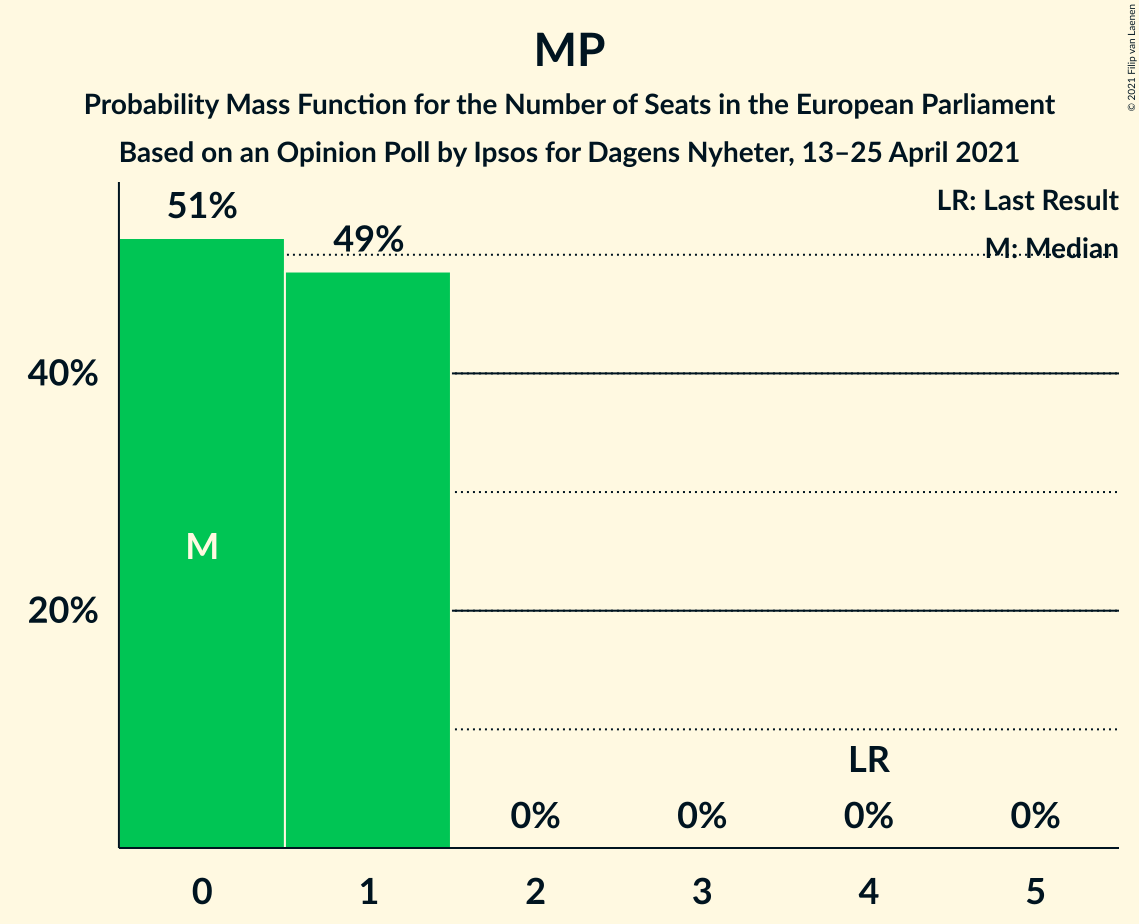 MP
Probability Mass Function for the Number of Seats in the European Parliament
Based on an Opinion Poll by Ipsos for Dagens Nyheter, 13–25 April 2021
© 2021 Filip van Laenen
LR: Last Result
M: Median
51%
49%
40%
20%
M
LR
0% 0% 0% 0%
0 1 2 3 4 5